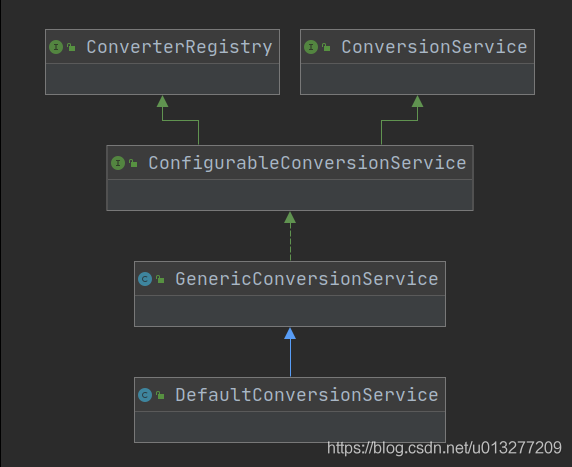 ConverterRegistry
ConversionService
ConfigurableConversionService
GenericConversionService
DefaultConversionService
https://blog.csdn.net/u013277209